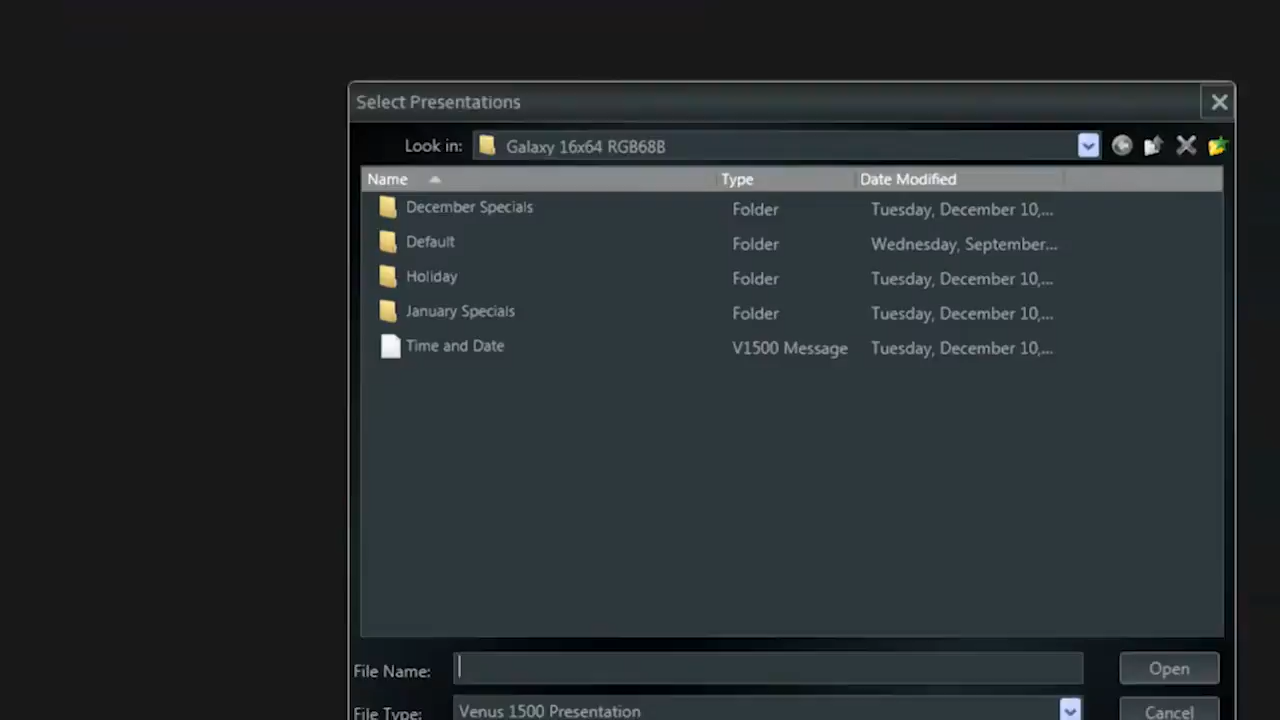 Select Presentations
Look in: Galaxy 16x64 RGB68B
Name Type Date Modified
December Specials Folder Tuesday, December 10,...
Default Folder Wednesday, September...
Holiday Folder Tuesday, December 10,...
January Specials Folder Tuesday, December 10,...
Time and Date V1500 Message Tuesday, December 10,...
File Name: Open
File Type: Venus 1500 Presentation Cancel